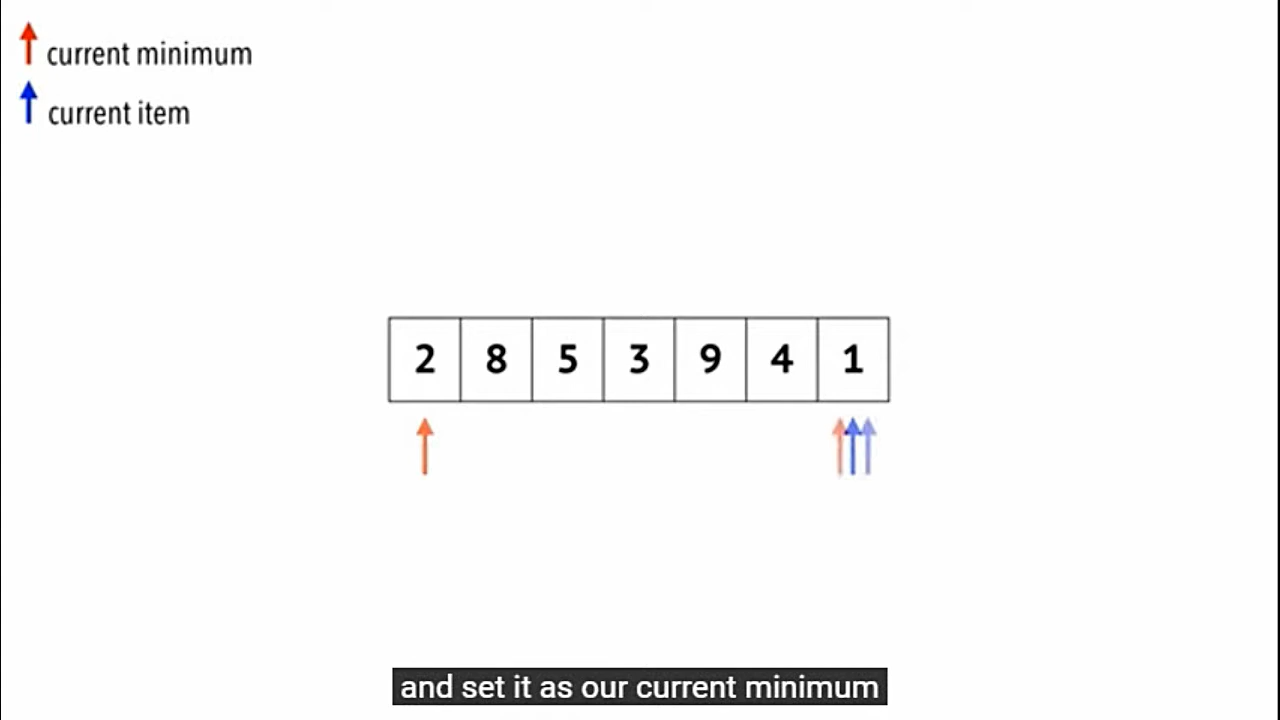 current minimum
current item
2 8 5 3 9 4 1
and set it as our current minimum